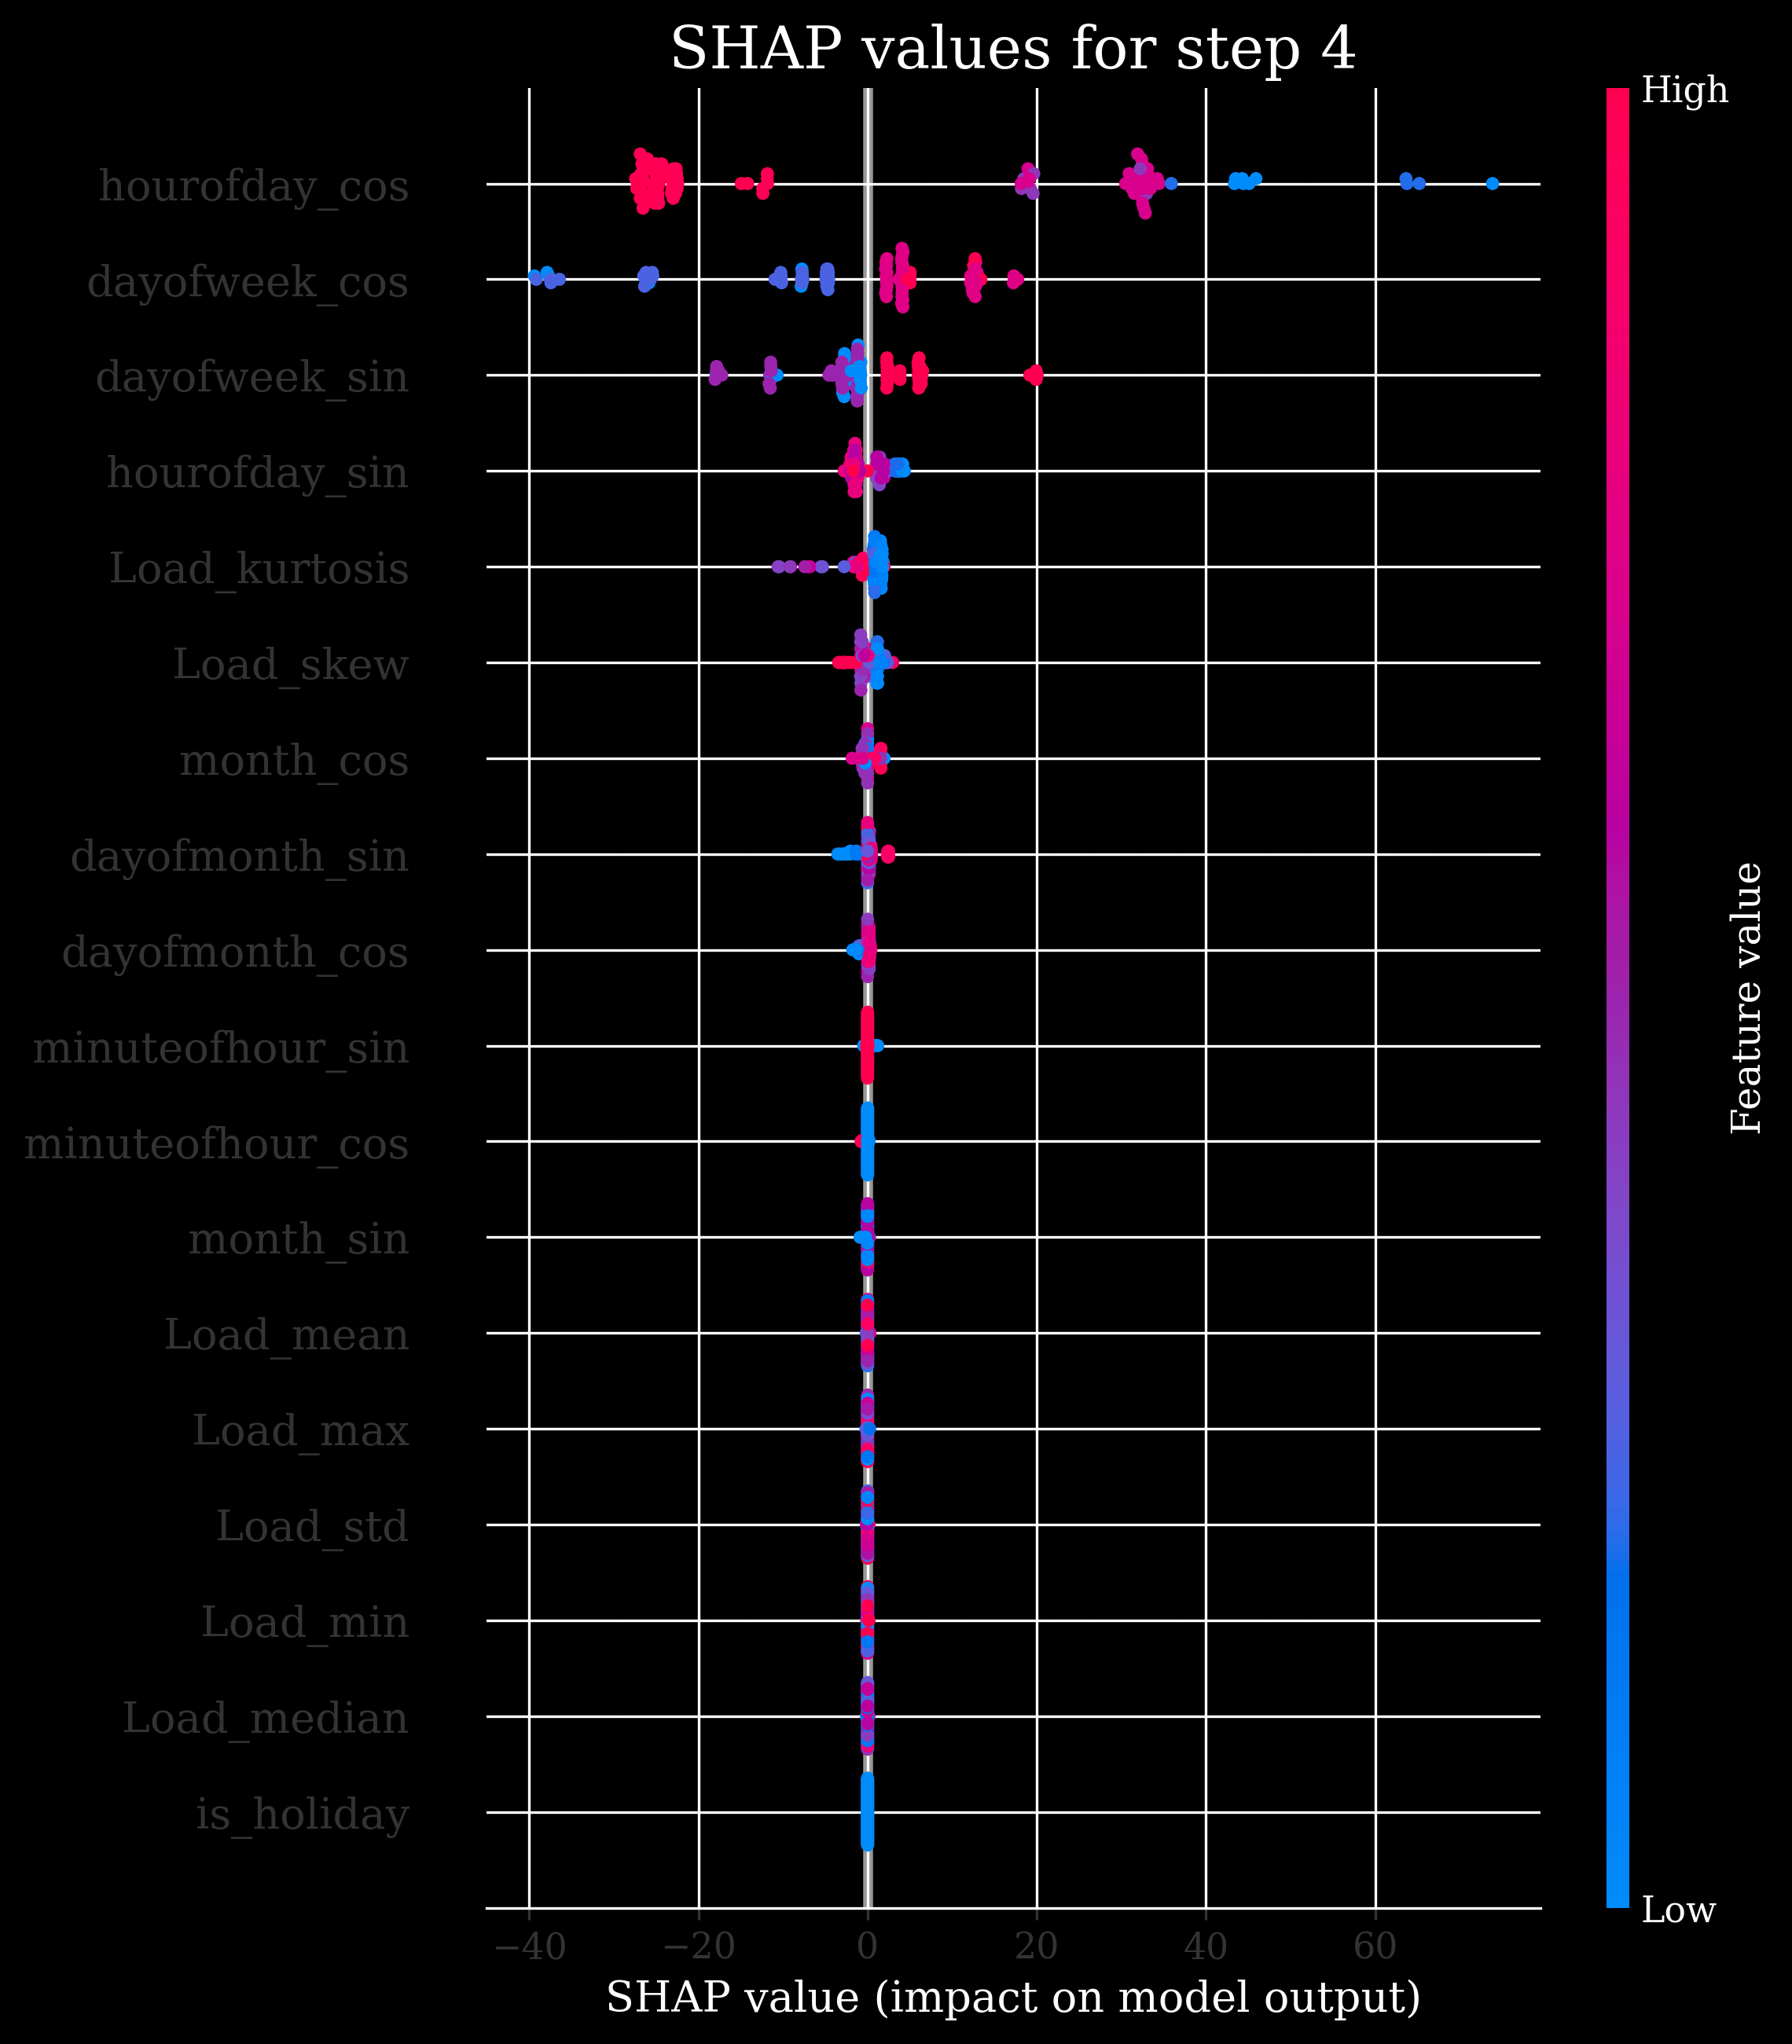 SHAP values for step 4
High
hourofday_cos
dayofweek_cos
dayofweek_sin
hourofday_sin
Load_kurtosis
Load_skew
month_cos
dayofmonth_sin
dayofmonth_cos
minuteofhour_sin
minuteofhour_cos
month_sin
Load_mean
Load_max
Load_std
Load_min
Load_median
is_holiday
Feature value
Low
−40 −20 0 20 40 60
SHAP value (impact on model output)